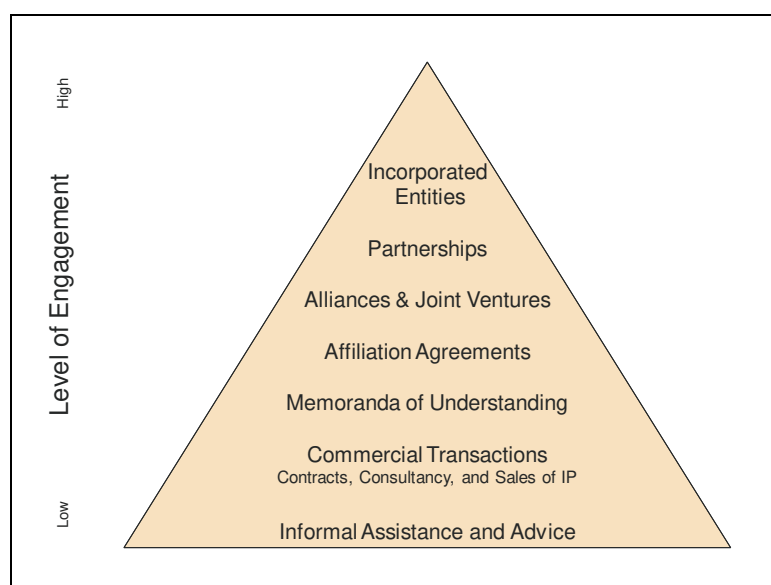 High
Level of Engagement
Low
Incorporated
Entities
Partnerships
Alliances & Joint Ventures
Affiliation Agreements
Memoranda of Understanding
Commercial Transactions
Contracts, Consultancy, and Sales of IP
Informal Assistance and Advice